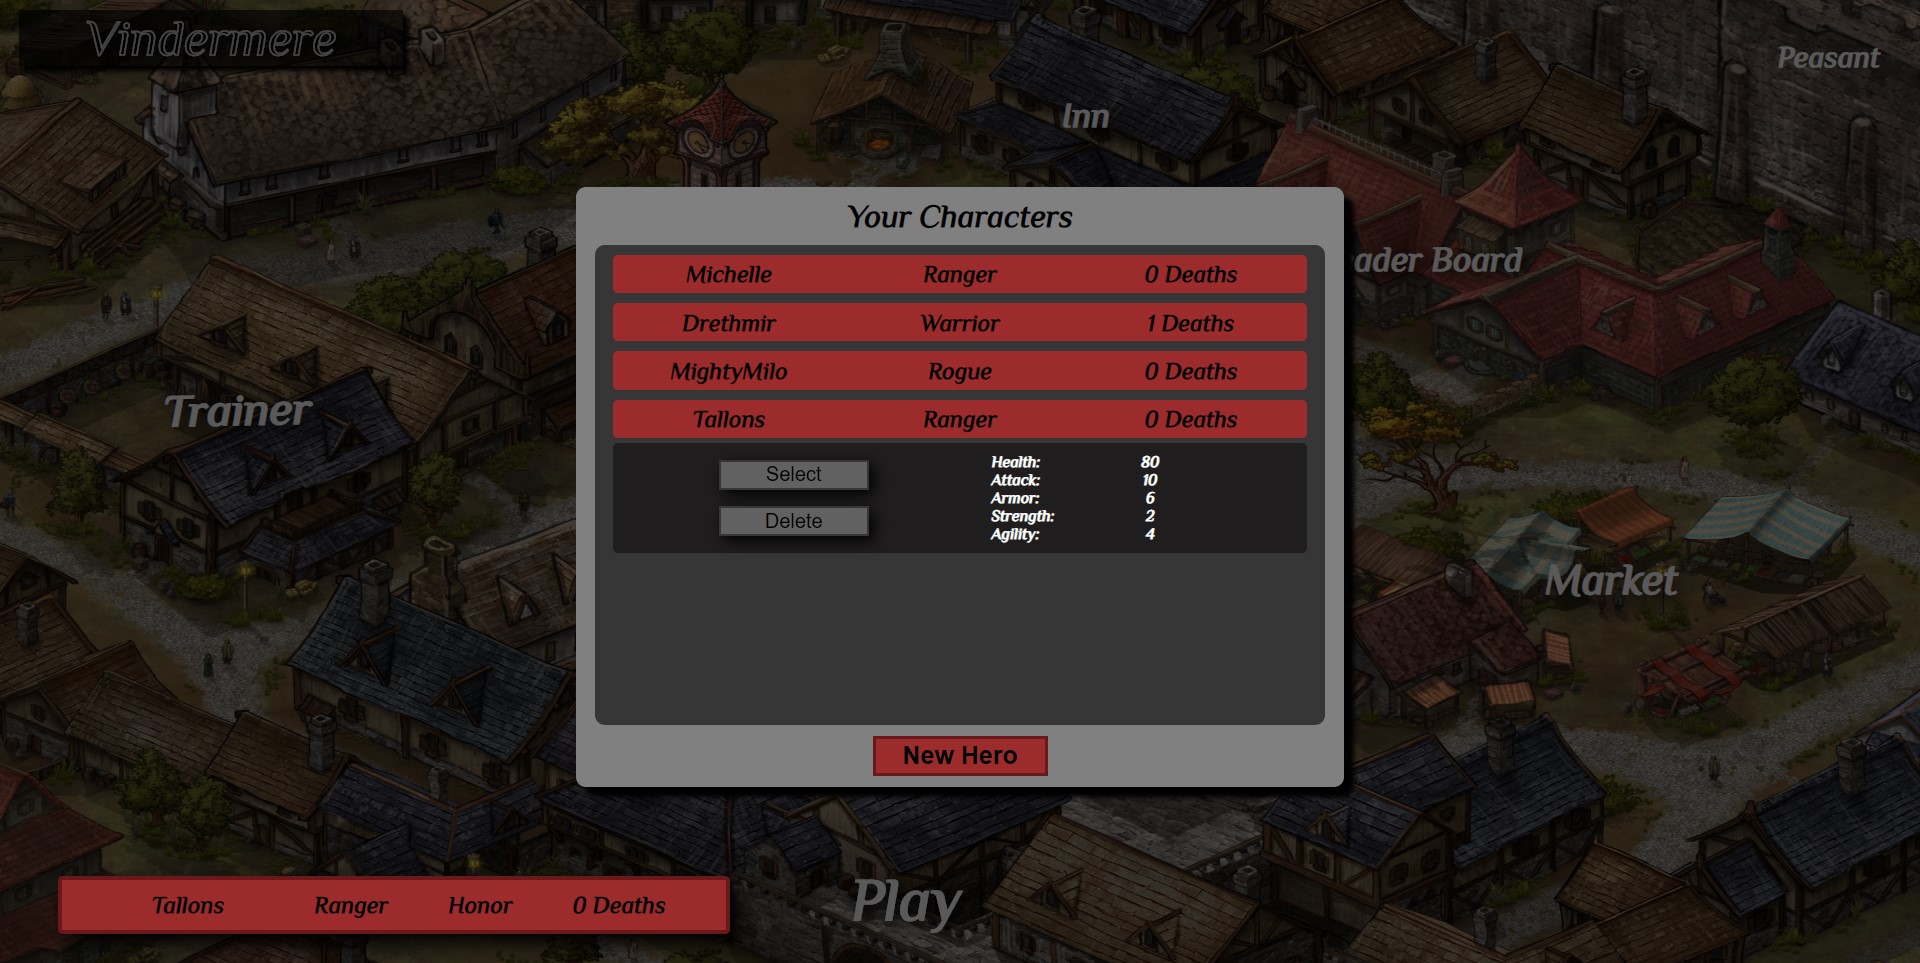 Vindermere
Peasant
Inn
Your Characters
Michelle Ranger 0 Deaths
ader Board
Drethmir Warrior 1 Deaths
MightyMilo Rogue 0 Deaths
Trainer
Tallons Ranger 0 Deaths
Select
Delete
Health: 80
Attack: 10
Armor: 6
Strength: 2
Agility: 4
Market
New Hero
Tallons Ranger Honor 0 Deaths
Play